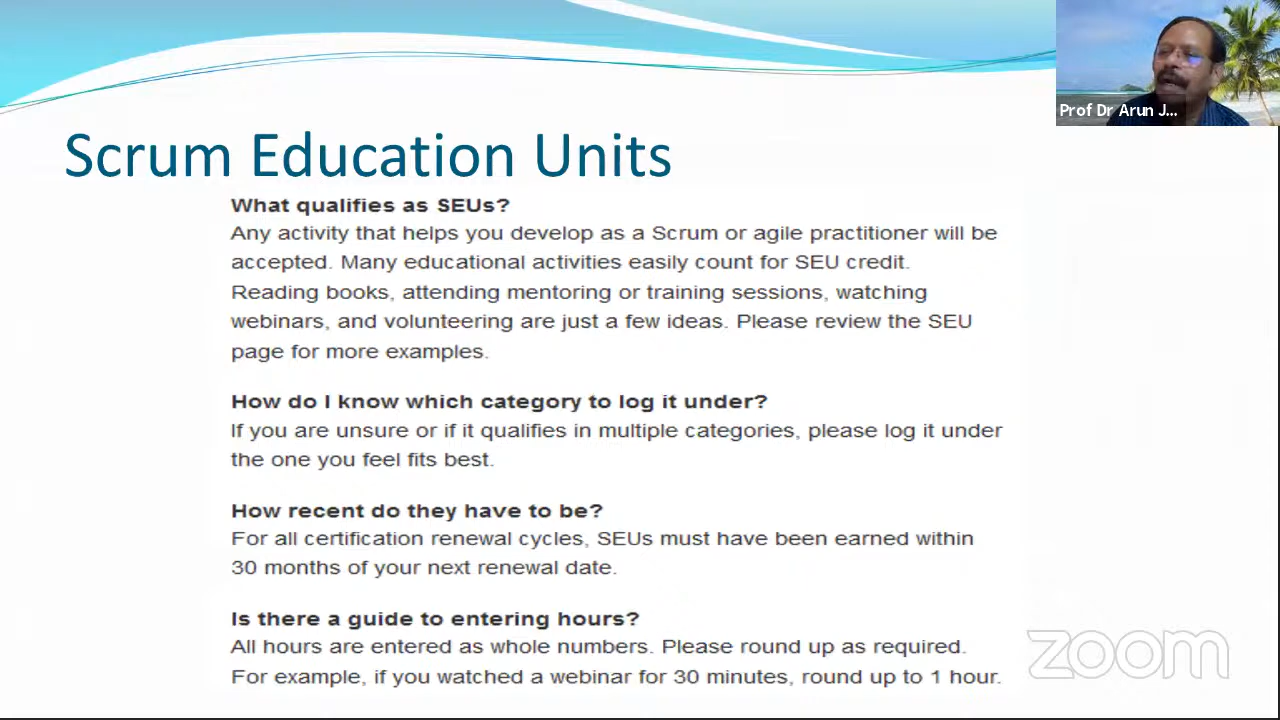 Prof Dr Arun J...
Scrum Education Units
What qualifies as SEUs?
Any activity that helps you develop as a Scrum or agile practitioner will be
accepted. Many educational activities easily count for SEU credit.
Reading books, attending mentoring or training sessions, watching
webinars, and volunteering are just a few ideas. Please review the SEU
page for more examples.
How do I know which category to log it under?
If you are unsure or if it qualifies in multiple categories, please log it under
the one you feel fits best.
How recent do they have to be?
For all certification renewal cycles, SEUs must have been earned within
30 months of your next renewal date.
Is there a guide to entering hours?
All hours are entered as whole numbers. Please round up as required.
For example, if you watched a webinar for 30 minutes, round up to 1 hour.
zoom